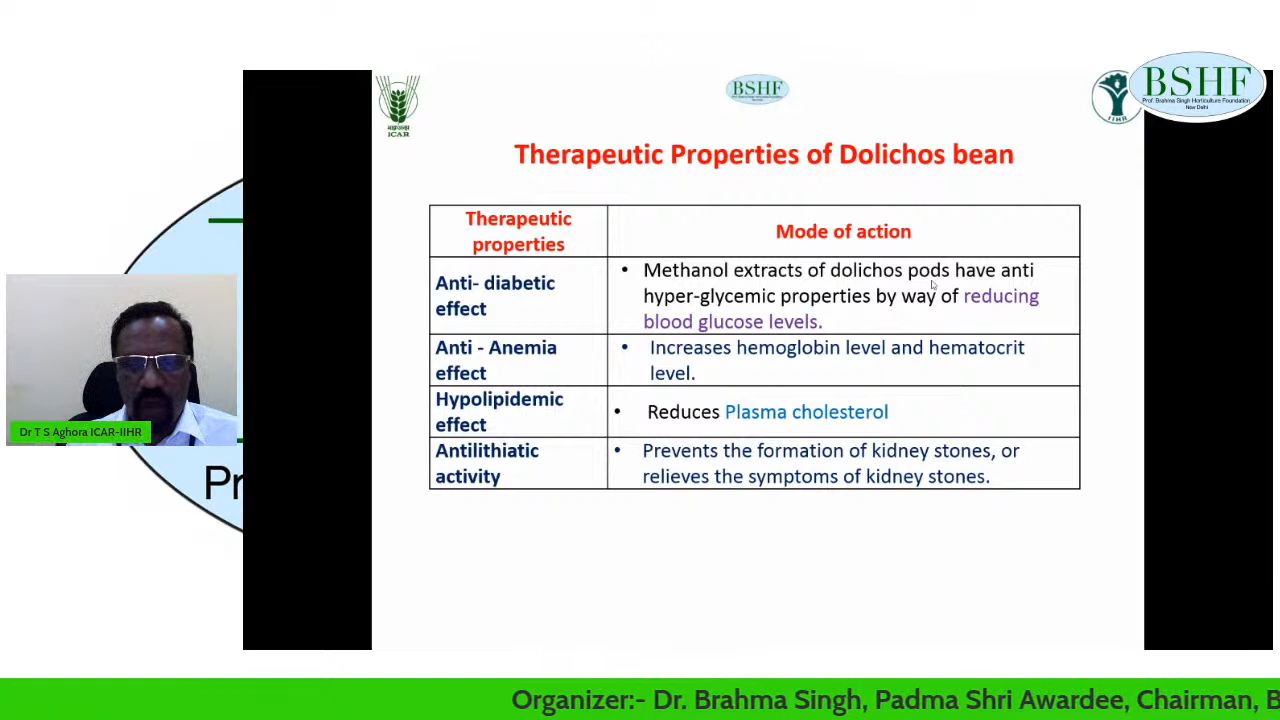 BSHF
Prof. Brahma Singh Horticulture Foundation
New Delhi
BSHF
ICAR
IIHR
Therapeutic Properties of Dolichos bean
Therapeutic
properties
Mode of action
Anti- diabetic
effect
• Methanol extracts of dolichos pods have anti
hyper-glycemic properties by way of reducing
blood glucose levels.
Anti - Anemia
effect
• Increases hemoglobin level and hematocrit
level.
Hypolipidemic
effect
• Reduces Plasma cholesterol
Antilithiatic
activity
• Prevents the formation of kidney stones, or
relieves the symptoms of kidney stones.
Dr T S Aghora ICAR-IIHR
Pr
Organizer:- Dr. Brahma Singh, Padma Shri Awardee, Chairman, B